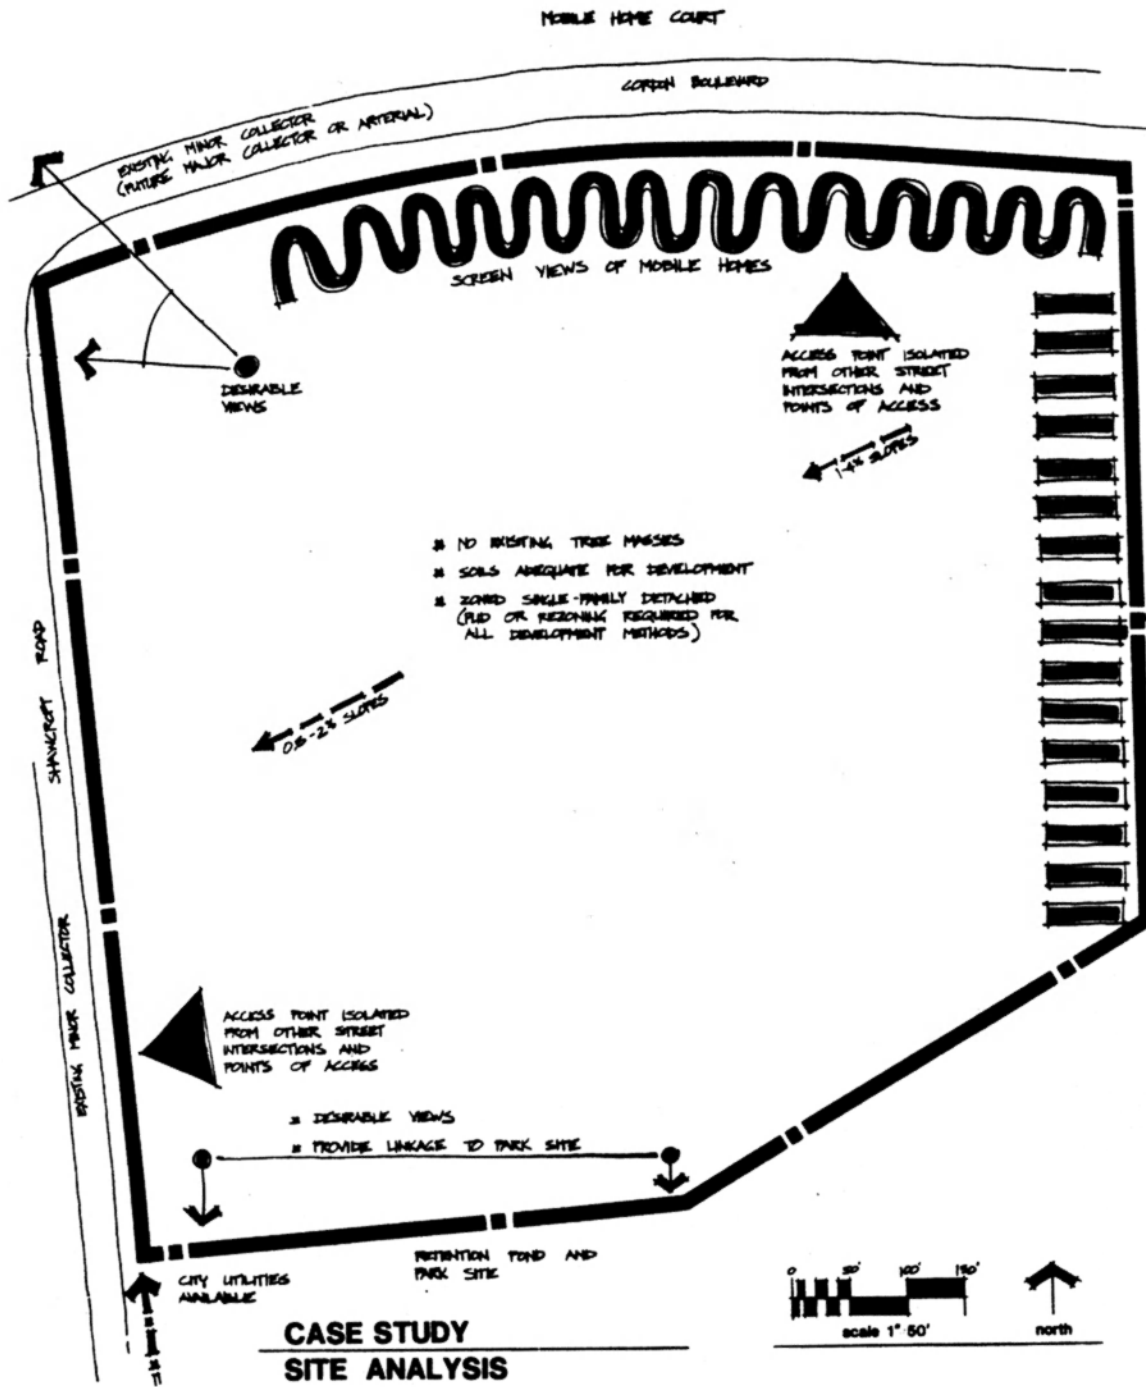 MOBILE HOME COURT
GORDON BOULEVARD
EXISTING MINOR COLLECTOR
(FUTURE MAJOR COLLECTOR OR ARTERIAL)
SCREEN VIEWS OF MOBILE HOMES
DESIRABLE
VIEWS
ACCESS POINT ISOLATED
FROM OTHER STREET
INTERSECTIONS AND
POINTS OF ACCESS
1-4% SLOPES
* NO EXISTING TREE MASSES
* SOILS ADEQUATE FOR DEVELOPMENT
* ZONED SINGLE-FAMILY DETACHED
(PUD OR REZONING REQUIRED FOR
ALL DEVELOPMENT METHODS)
0.5-2% SLOPES
SHAWCROFT ROAD
EXISTING MINOR COLLECTOR
ACCESS POINT ISOLATED
FROM OTHER STREET
INTERSECTIONS AND
POINTS OF ACCESS
* DESIRABLE VIEWS
* PROVIDE LINKAGE TO PARK SITE
RETENTION POND AND
PARK SITE
CITY UTILITIES
AVAILABLE
0 50' 100' 150'
scale 1" 50'
north
CASE STUDY
SITE ANALYSIS